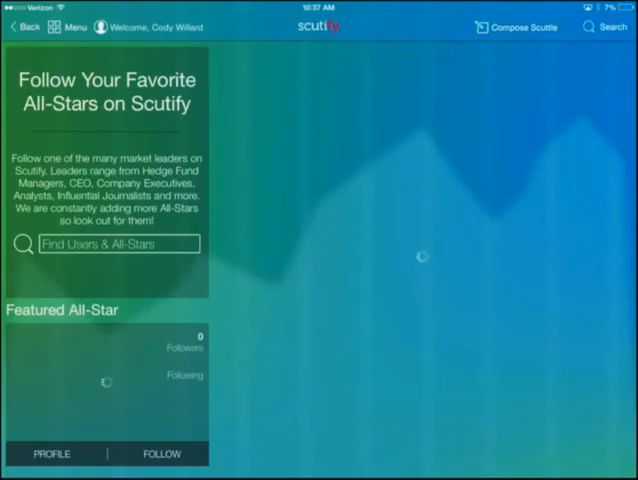 Verizon 10:37 AM 7%
Back Menu Welcome, Cody Willard scutify Compose Scuttle Search
Follow Your Favorite
All-Stars on Scutify
Follow one of the many market leaders on
Scutify. Leaders range from Hedge Fund
Managers, CEO, Company Executives,
Analysts, Influential Journalists and more.
We are constantly adding more All-Stars
so look out for them!
Find Users & All-Stars
Featured All-Star
0
Followers
Following
PROFILE | FOLLOW